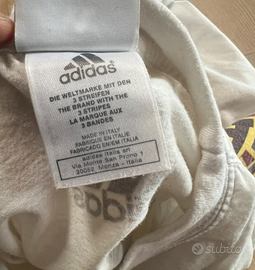 adidas
DIE WELTMARKE MIT DEN
3 STREIFEN
THE BRAND WITH THE
3 STRIPES
LA MARQUE AUX
3 BANDES
MADE IN ITALY
FABRIQUE EN ITALIE
FABRICADO EN/EM ITALIA
adidas Italia srl
Via Monte San Primo 1
20052 Monza - Italia
adidas
subito